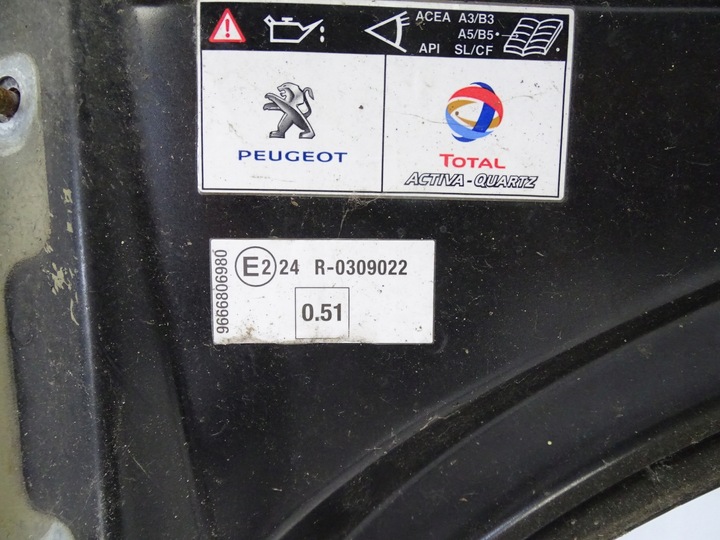 ACEA A3/B3
A5/B5•
API SL/CF
PEUGEOT
TOTAL
ACTIVA-QUARTZ
9666806980
E2 24 R-0309022
0.51